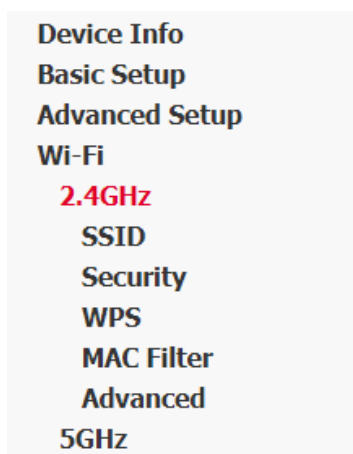 Device Info
Basic Setup
Advanced Setup
Wi-Fi
2.4GHz
SSID
Security
WPS
MAC Filter
Advanced
5GHz